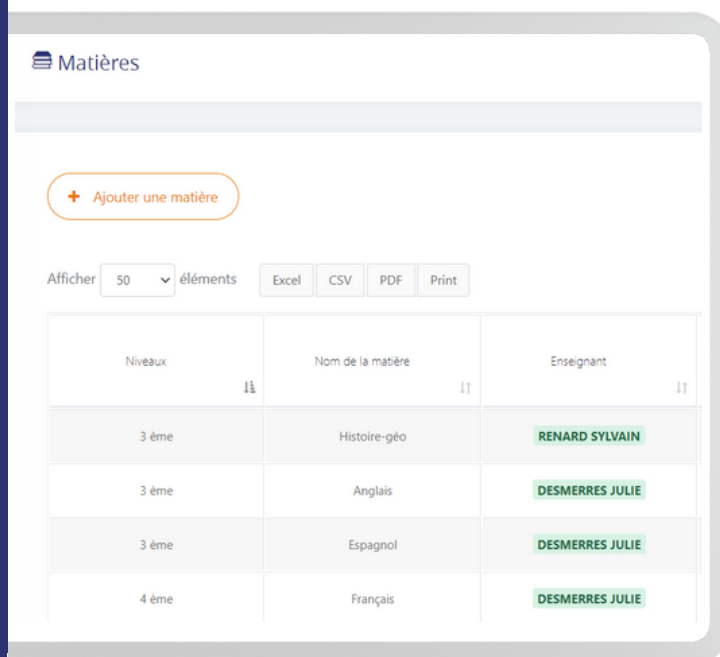 Matières
+ Ajouter une matière
Afficher 50 éléments Excel CSV PDF Print
Niveaux Nom de la matière Enseignant
3 ème Histoire-géo RENARD SYLVAIN
3 ème Anglais DESMERRES JULIE
3 ème Espagnol DESMERRES JULIE
4 ème Français DESMERRES JULIE